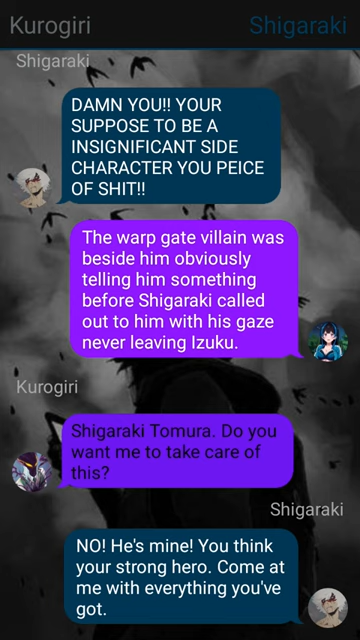 Kurogiri
Shigaraki
Shigaraki
DAMN YOU!! YOUR
SUPPOSE TO BE A
INSIGNIFICANT SIDE
CHARACTER YOU PEICE
OF SHIT!!
The warp gate villain was
beside him obviously
telling him something
before Shigaraki called
out to him with his gaze
never leaving Izuku.
Kurogiri
Shigaraki Tomura. Do you
want me to take care of
this?
Shigaraki
NO! He's mine! You think
your strong hero. Come at
me with everything you've
got.